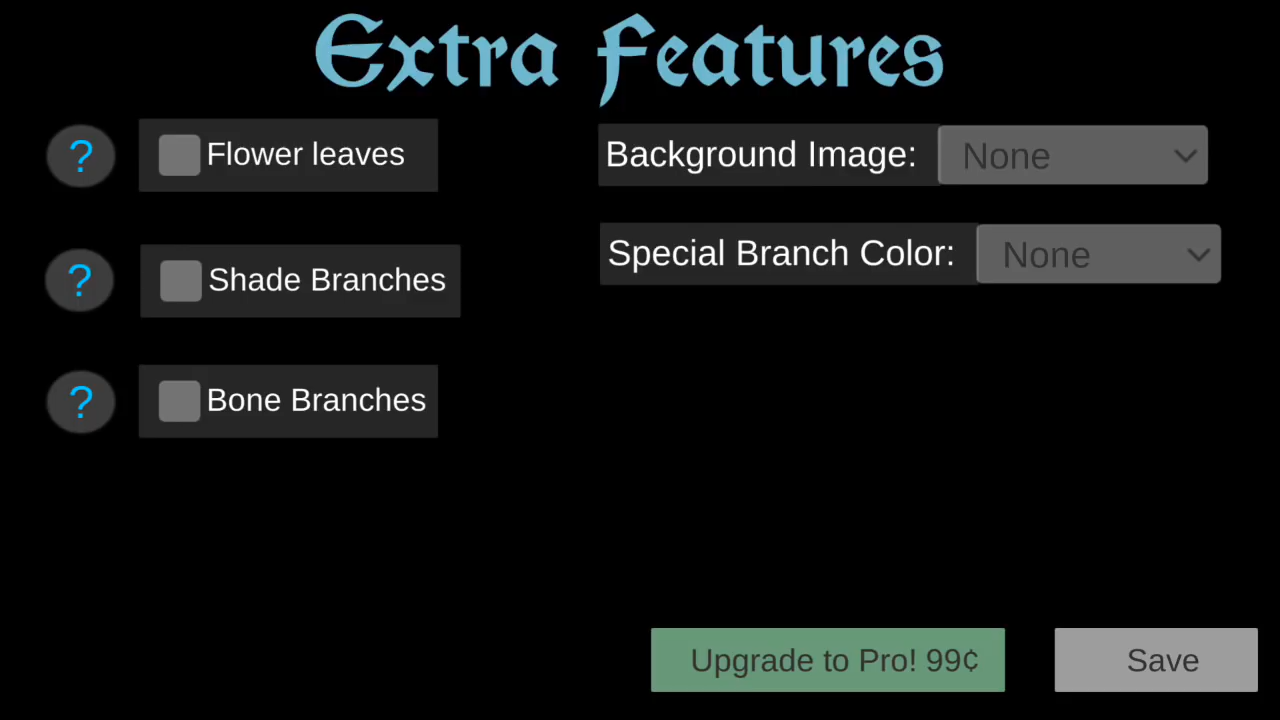 Extra Features
? Flower leaves
Background Image: None
? Shade Branches
Special Branch Color: None
? Bone Branches
Upgrade to Pro! 99¢
Save